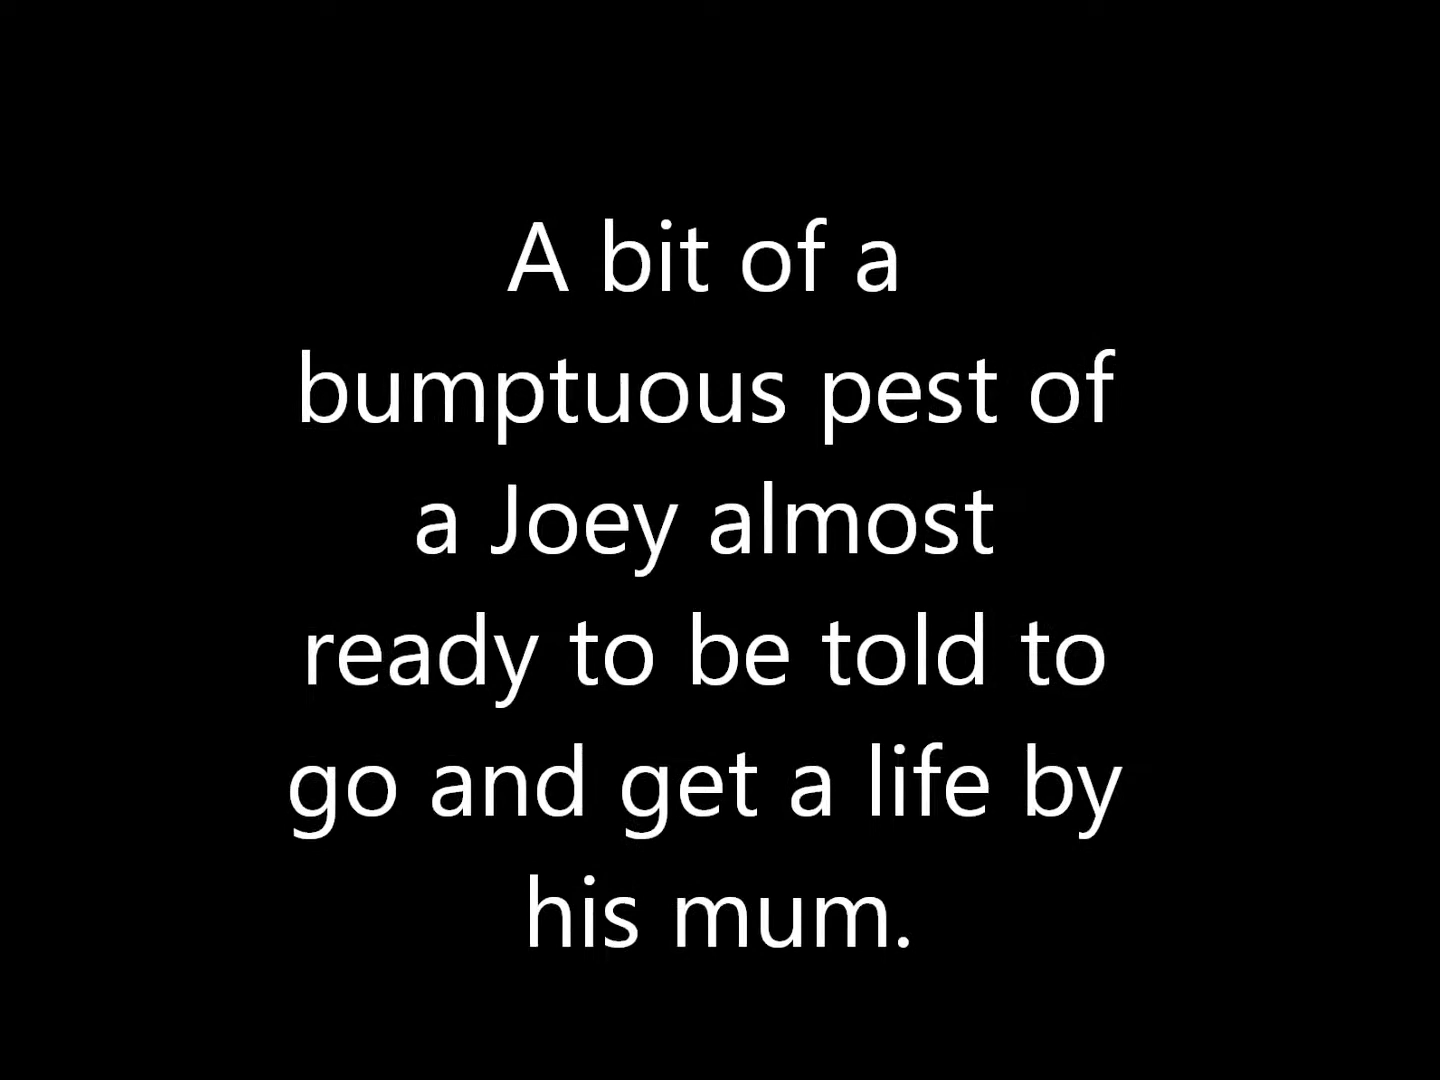 A bit of a
bumptuous pest of
a Joey almost
ready to be told to
go and get a life by
his mum.